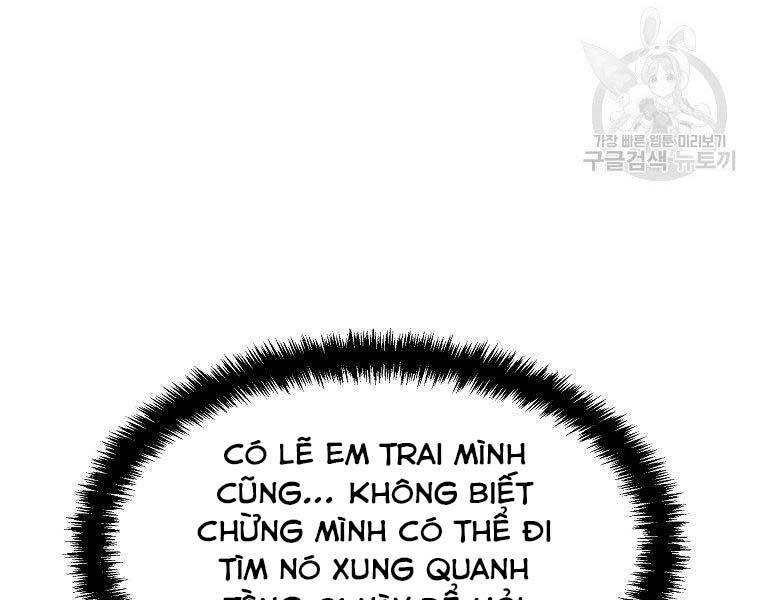 가장 빠른 웹툰 미리보기
구글검색 뉴토끼
CÓ LẼ EM TRAI MÌNH
CŨNG... KHÔNG BIẾT
CHỪNG MÌNH CÓ THỂ ĐI
TÌM NÓ XUNG QUANH